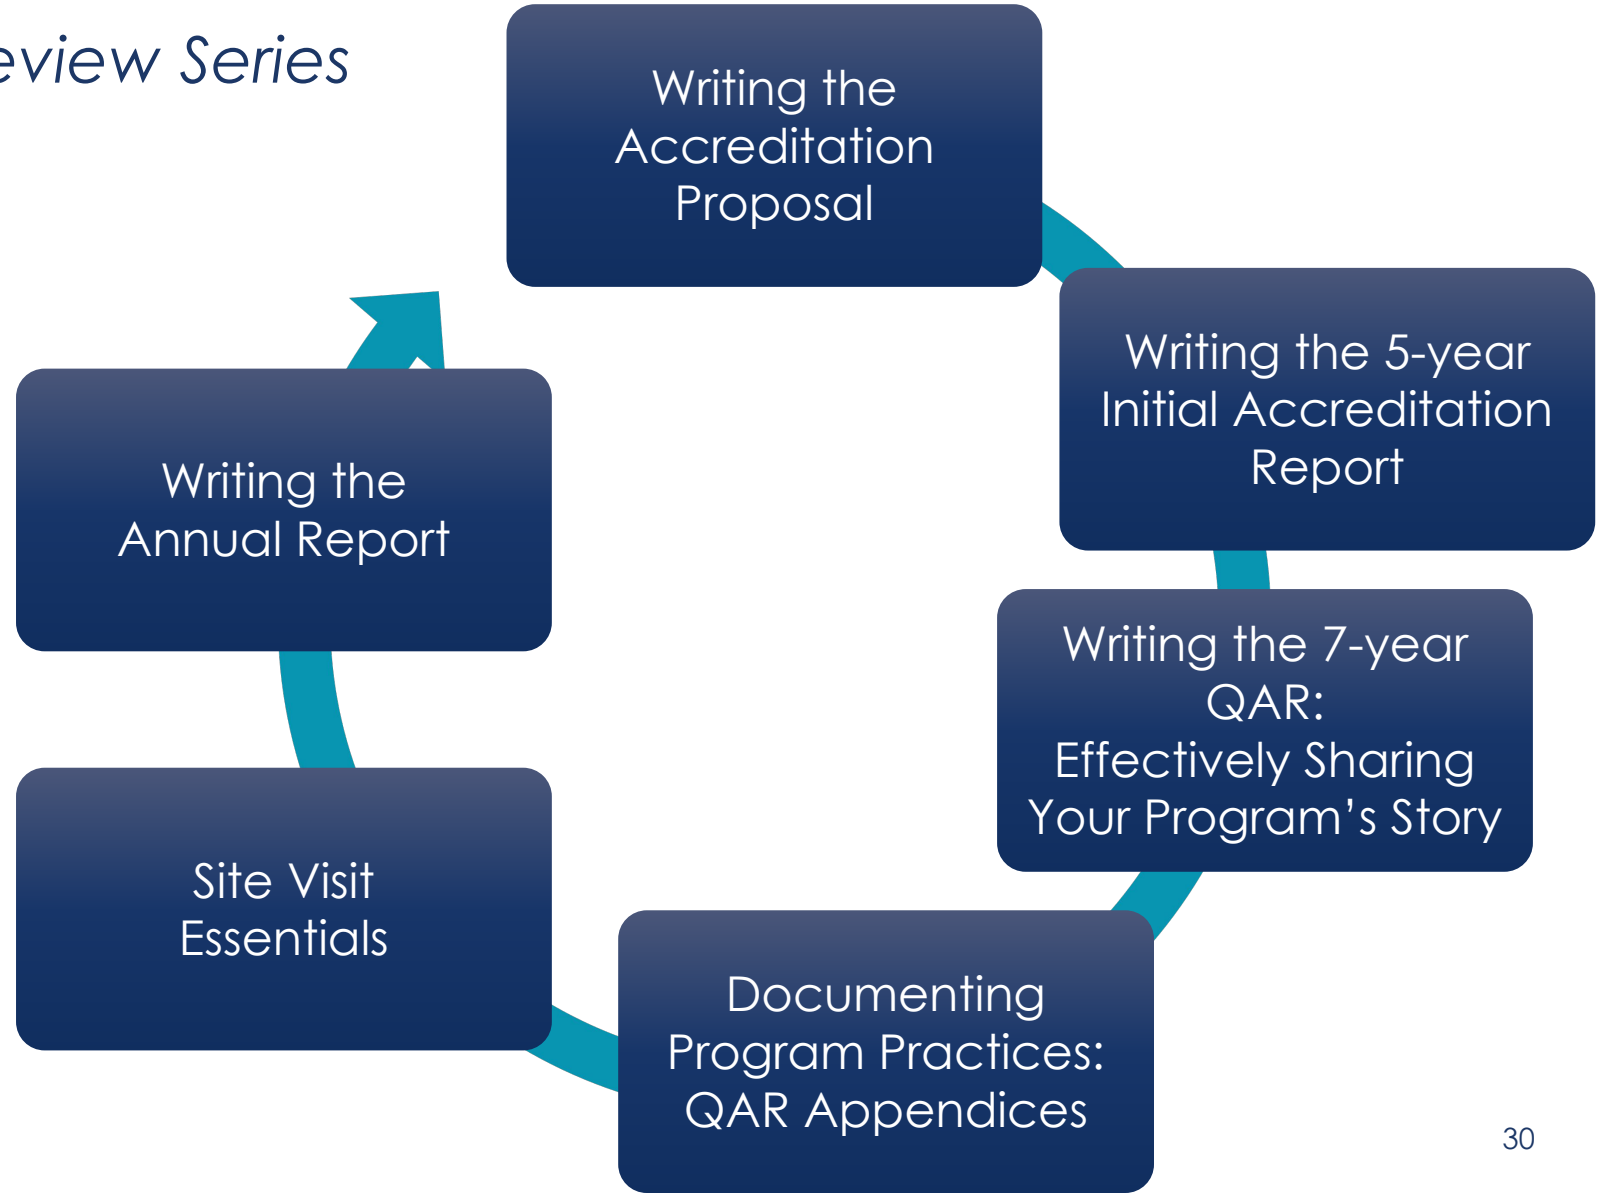 Series
Writing the
Accreditation
Proposal
Writing the 5-year
Initial Accreditation
Report
Writing the 7-year
QAR:
Effectively Sharing
Your Program’s Story
Documenting
Program Practices:
QAR Appendices
Site Visit
Essentials
Writing the
Annual Report
30